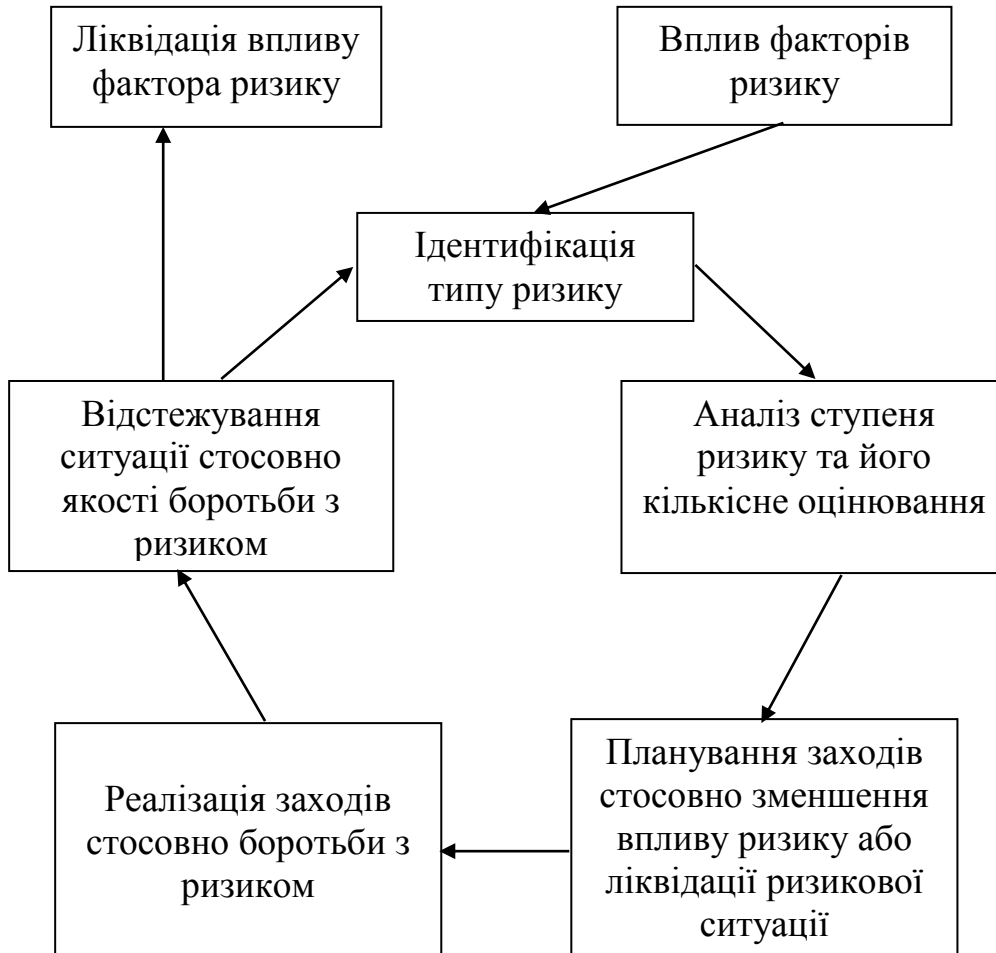 Ліквідація впливу
фактора ризику
Вплив факторів
ризику
Ідентифікація
типу ризику
Відстежування
ситуації стосовно
якості боротьби з
ризиком
Аналіз ступеня
ризику та його
кількісне оцінювання
Реалізація заходів
стосовно боротьби з
ризиком
Планування заходів
стосовно зменшення
впливу ризику або
ліквідації ризикової
ситуації